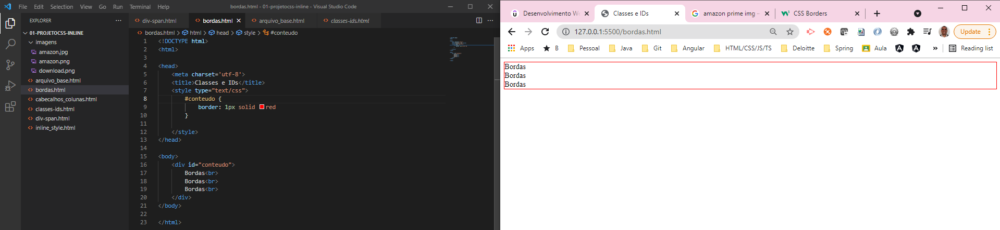 File Edit Selection View Go Run Terminal Help bordas.html - 01-projetocss-inline - Visual Studio Code
EXPLORER
01-PROJETOCSS-INLINE
imagens
amazon.jpg
amazon.png
download.png
arquivo_base.html
bordas.html
cabecalhos_colunas.html
classes-ids.html
div-span.html
inline_style.html
div-span.html bordas.html arquivo_base.html classes-ids.html
bordas.html > html > head > style > #conteudo
1 <!DOCTYPE html>
2 <html>
3
4 <head>
5 <meta charset='utf-8'>
6 <title>Classes e IDs</title>
7 <style type="text/css">
8 #conteudo {
9 border: 1px solid red
10 }
11
12 </style>
13 </head>
14
15 <body>
16 <div id="conteudo">
17 Bordas<br>
18 Bordas<br>
19 Bordas<br>
20 </div>
21 </body>
22
23 </html>
Desenvolvimento We Classes e IDs amazon prime img – CSS Borders
127.0.0.1:5500/bordas.html Update
Apps B Pessoal Java Git Angular HTML/CSS/JS/TS Deloitte Spring Aula » Reading list
Bordas
Bordas
Bordas